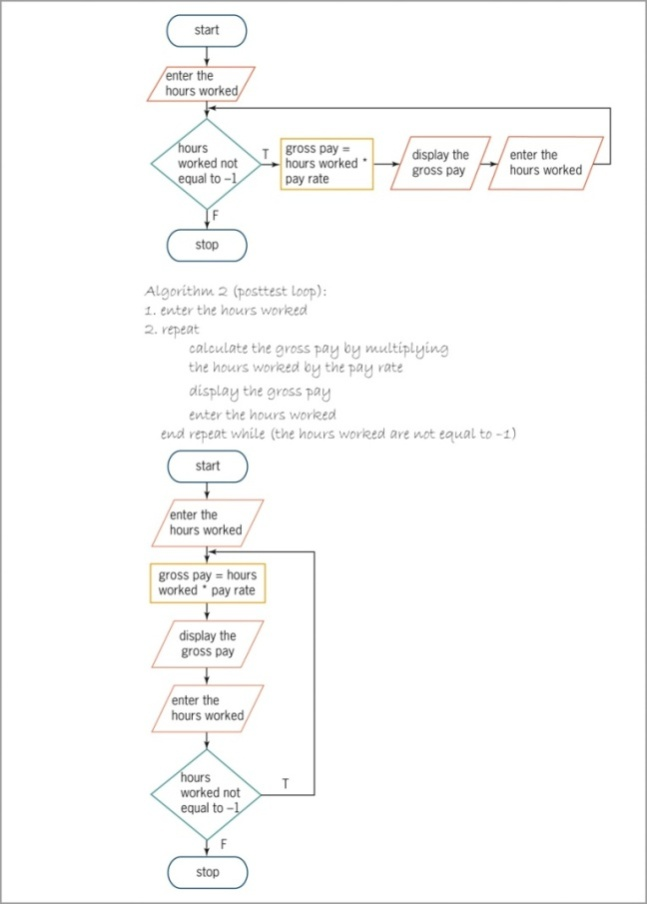 start
enter the
hours worked
hours
worked not
equal to –1
T
gross pay =
hours worked *
pay rate
display the
gross pay
enter the
hours worked
F
stop
Algorithm 2 (posttest loop):
1. enter the hours worked
2. repeat
calculate the gross pay by multiplying
the hours worked by the pay rate
display the gross pay
enter the hours worked
end repeat while (the hours worked are not equal to –1)
start
enter the
hours worked
gross pay = hours
worked * pay rate
display the
gross pay
enter the
hours worked
hours
worked not
equal to –1
T
F
stop